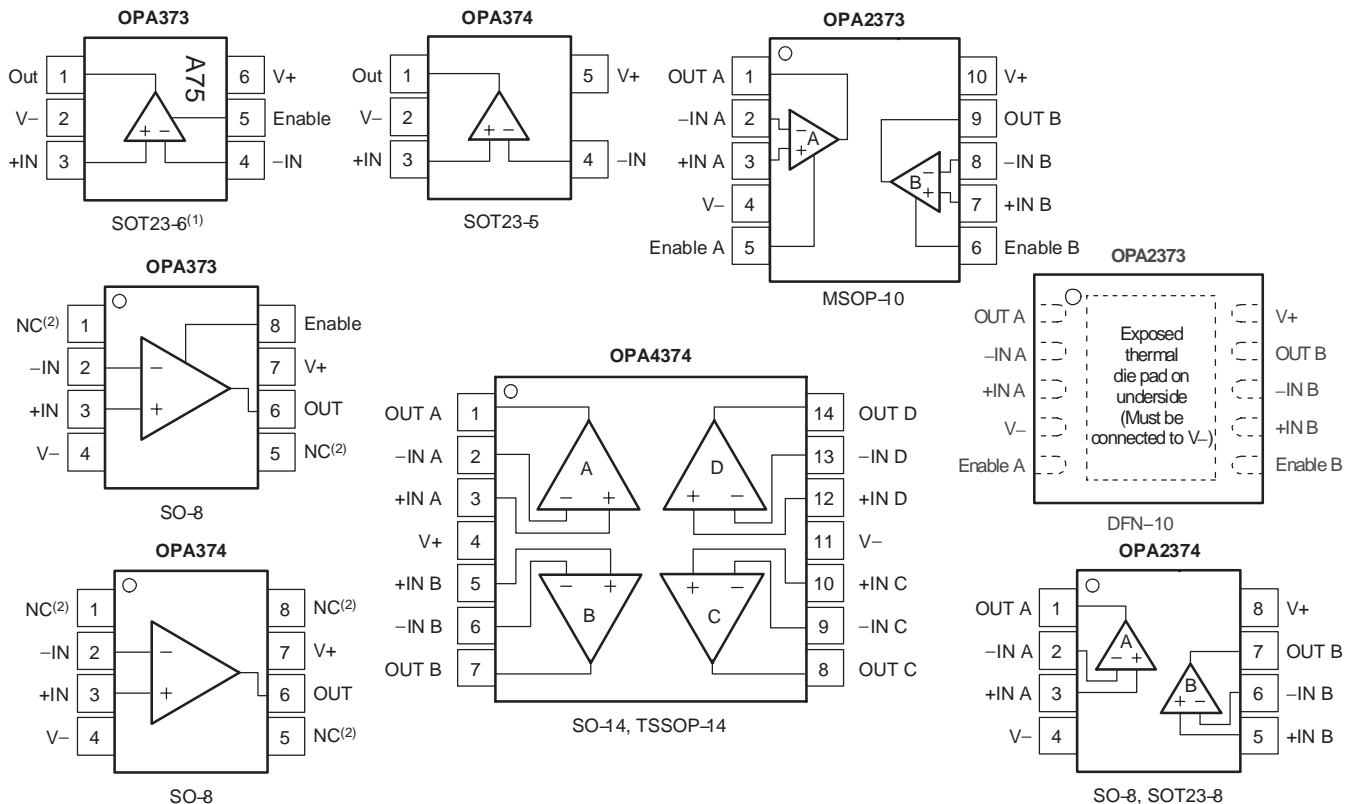 OPA373
A75
Out 1
V– 2
+IN 3
6 V+
5 Enable
4 –IN
+ –
SOT23–6(1)
OPA374
Out 1
V– 2
+IN 3
5 V+
4 –IN
+ –
SOT23–5
OPA2373
OUT A 1
–IN A 2
+IN A 3
V– 4
Enable A 5
10 V+
9 OUT B
8 –IN B
7 +IN B
6 Enable B
–
A
+
–
B
+
MSOP–10
OPA373
NC(2) 1
–IN 2
+IN 3
V– 4
8 Enable
7 V+
6 OUT
5 NC(2)
–
+
SO–8
OPA4374
OUT A 1
–IN A 2
+IN A 3
V+ 4
+IN B 5
–IN B 6
OUT B 7
14 OUT D
13 –IN D
12 +IN D
11 V–
10 +IN C
9 –IN C
8 OUT C
A
– +
D
+ –
– +
B
+ –
C
SO–14, TSSOP–14
OPA2373
OUT A
–IN A
+IN A
V–
Enable A
Exposed
thermal
die pad on
underside
(Must be
connected to V–)
V+
OUT B
–IN B
+IN B
Enable B
DFN–10
OPA374
NC(2) 1
–IN 2
+IN 3
V– 4
8 NC(2)
7 V+
6 OUT
5 NC(2)
–
+
SO–8
OPA2374
OUT A 1
–IN A 2
+IN A 3
V– 4
8 V+
7 OUT B
6 –IN B
5 +IN B
A
– +
B
+ –
SO–8, SOT23–8